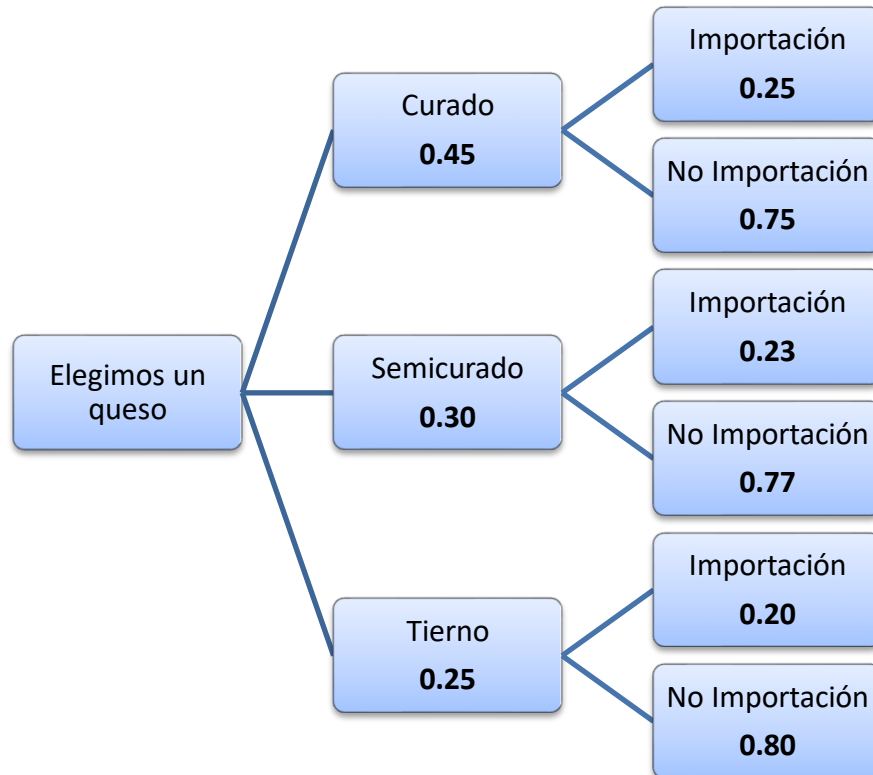 Elegimos un
queso
Curado
0.45
Importación
0.25
No Importación
0.75
Semicurado
0.30
Importación
0.23
No Importación
0.77
Tierno
0.25
Importación
0.20
No Importación
0.80